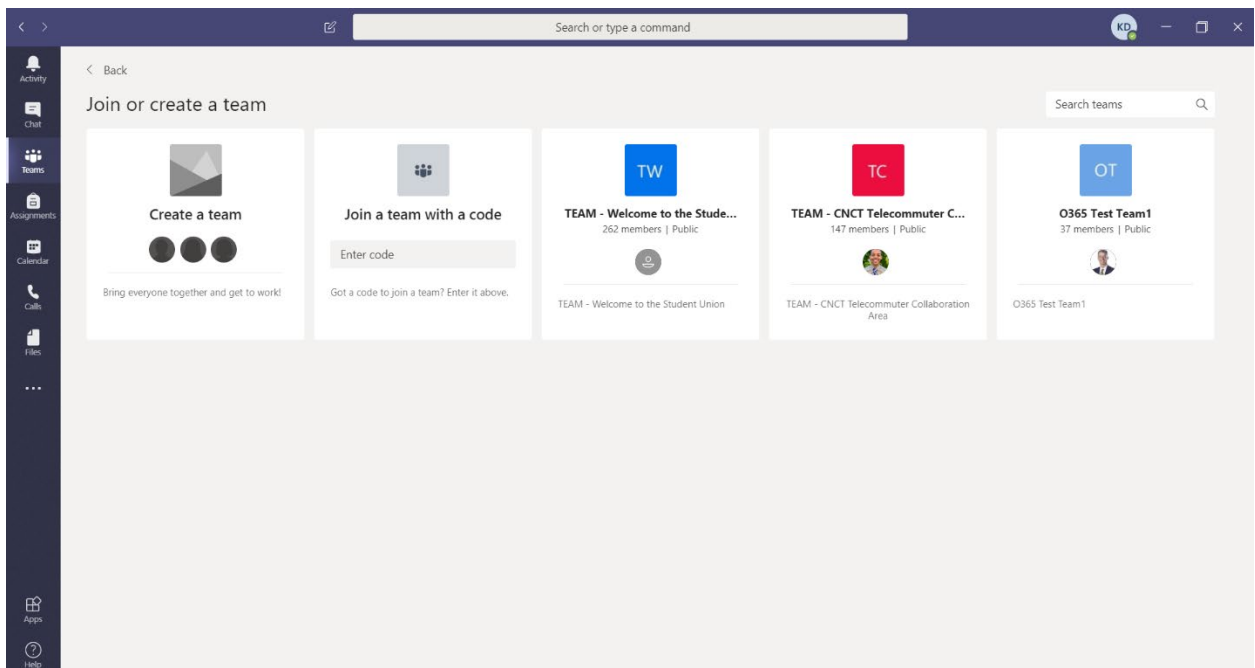 Search or type a command
KD
Activity
Chat
Teams
Assignments
Calendar
Calls
Files
Apps
Help
Back
Join or create a team
Search teams
Create a team
Bring everyone together and get to work!
Join a team with a code
Enter code
Got a code to join a team? Enter it above.
TW
TEAM - Welcome to the Stude...
262 members | Public
TEAM - Welcome to the Student Union
TC
TEAM - CNCT Telecommuter C...
147 members | Public
TEAM - CNCT Telecommuter Collaboration
Area
OT
O365 Test Team1
37 members | Public
O365 Test Team1